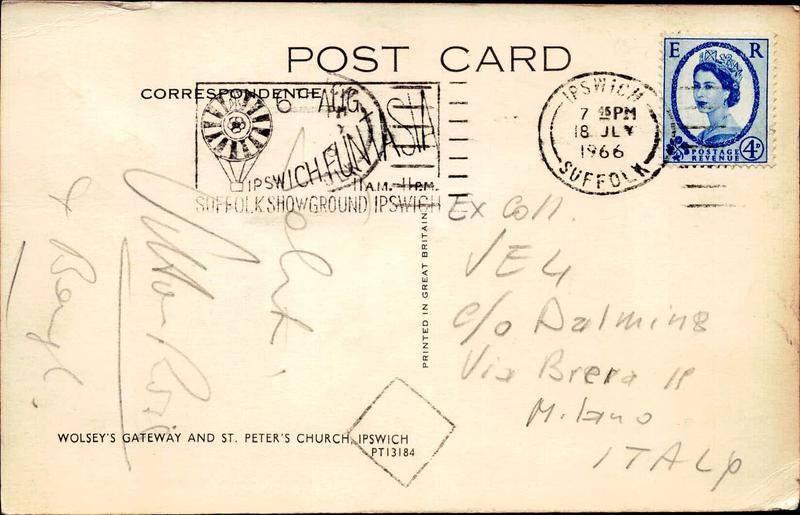 POST CARD
CORRESPONDENCE
6 AUG
IPSWICH FUNTASIA
11 A.M. - 11 P.M.
SUFFOLK SHOWGROUND IPSWICH
IPSWICH
7 45 PM
18 JLY
1966
SUFFOLK
E R
POSTAGE
REVENUE
4D
Ex Coll.
VE4
c/o Dalmine
Via Brera
Milano
ITALY
PRINTED IN GREAT BRITAIN
WOLSEY'S GATEWAY AND ST. PETER'S CHURCH, IPSWICH
PT13184